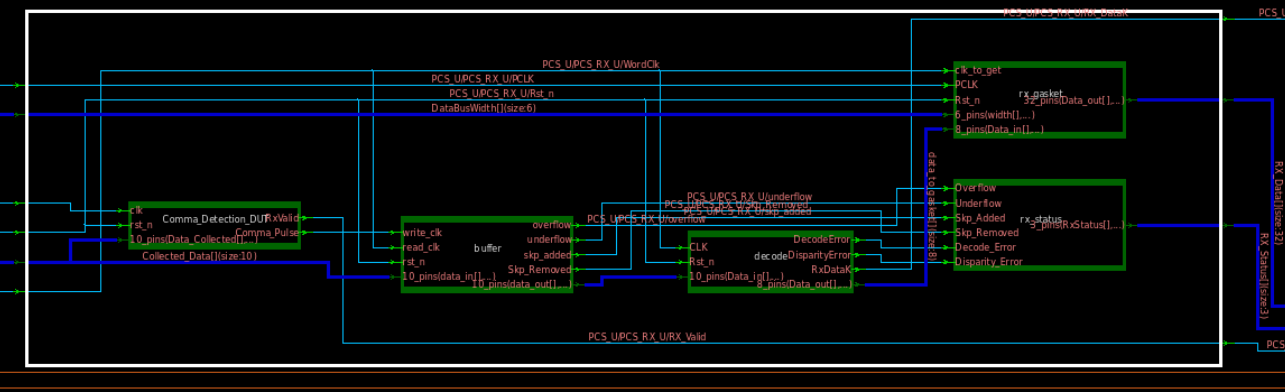 PCS_U/PCS_RX_U/RX_DataK
PCS_U
PCS_U/PCS_RX_U/WordClk
clk_to_get
PCS_U/PCS_RX_U/PCLK
PCLK
PCS_U/PCS_RX_U/Rst_n
rx_gasket
Rst_n
32_pins(Data_out[],...)
DataBusWidth[](size:6)
6_pins(width[],...)
8_pins(Data_in[],...)
data_to_gasket[](size:8)
RX_Data[](size:32)
Overflow
PCS_U/PCS_RX_U/underflow
Underflow
PCS_U/PCS_RX_U/Skp_Removed
PCS_U/PCS_RX_U/skp_added
clk
Comma_Detection_DUT
RxValid
PCS_U/PCS_RX_U/overflow
Skp_Added
rx_status
3_pins(RxStatus[],...)
rst_n
Comma_Pulse
10_pins(Data_Collected[],...)
write_clk
overflow
underflow
Skp_Removed
read_clk
buffer
skp_added
CLK
DecodeError
Decode_Error
Collected_Data[](size:10)
rst_n
Skp_Removed
Rst_n
decode
DisparityError
Disparity_Error
10_pins(data_in[],...)
10_pins(data_out[],...)
10_pins(Data_in[],...)
RxDataK
8_pins(Data_out[],...)
RX_Status[](size:3)
PCS_U/PCS_RX_U/RX_Valid
PCS